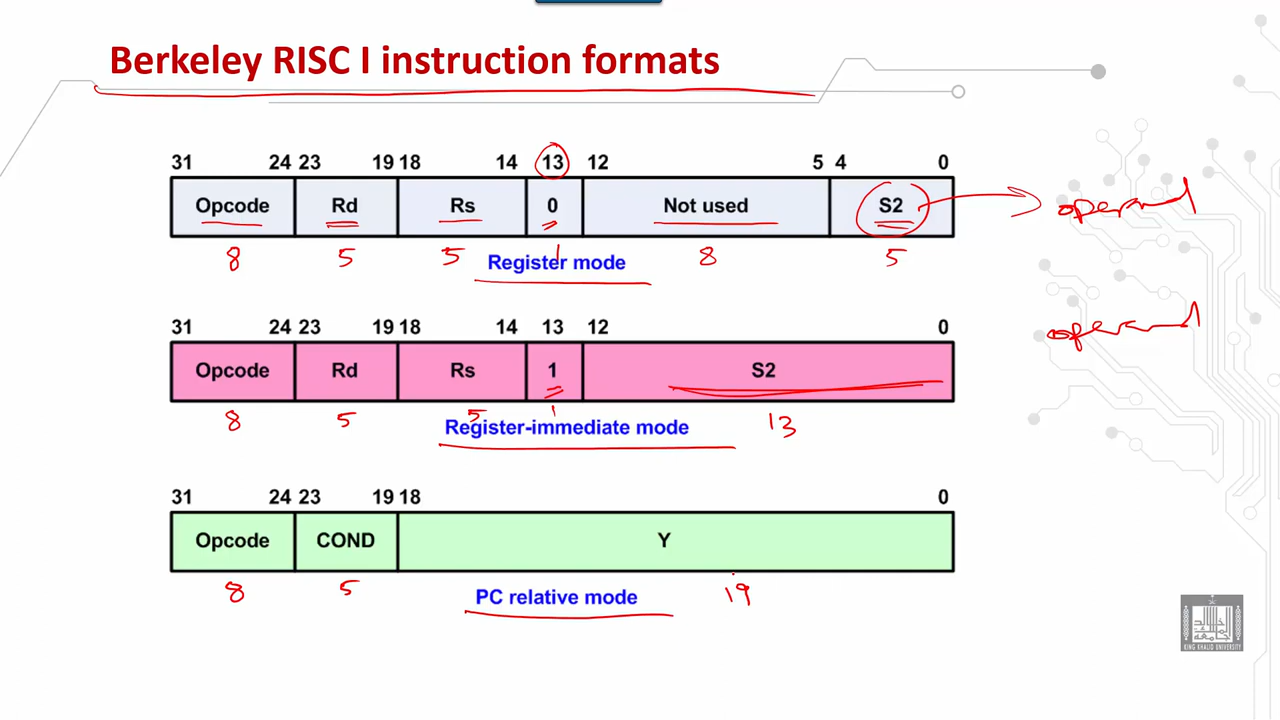 Berkeley RISC I instruction formats
31 24 23 19 18 14 13 12 5 4 0
Opcode Rd Rs 0 Not used S2 operand
8 5 5 1 8 5
Register mode
operand
31 24 23 19 18 14 13 12 0
Opcode Rd Rs 1 S2
8 5 5 1 13
Register-immediate mode
31 24 23 19 18 0
Opcode COND Y
8 5 19
PC relative mode
KING KHALID UNIVERSITY